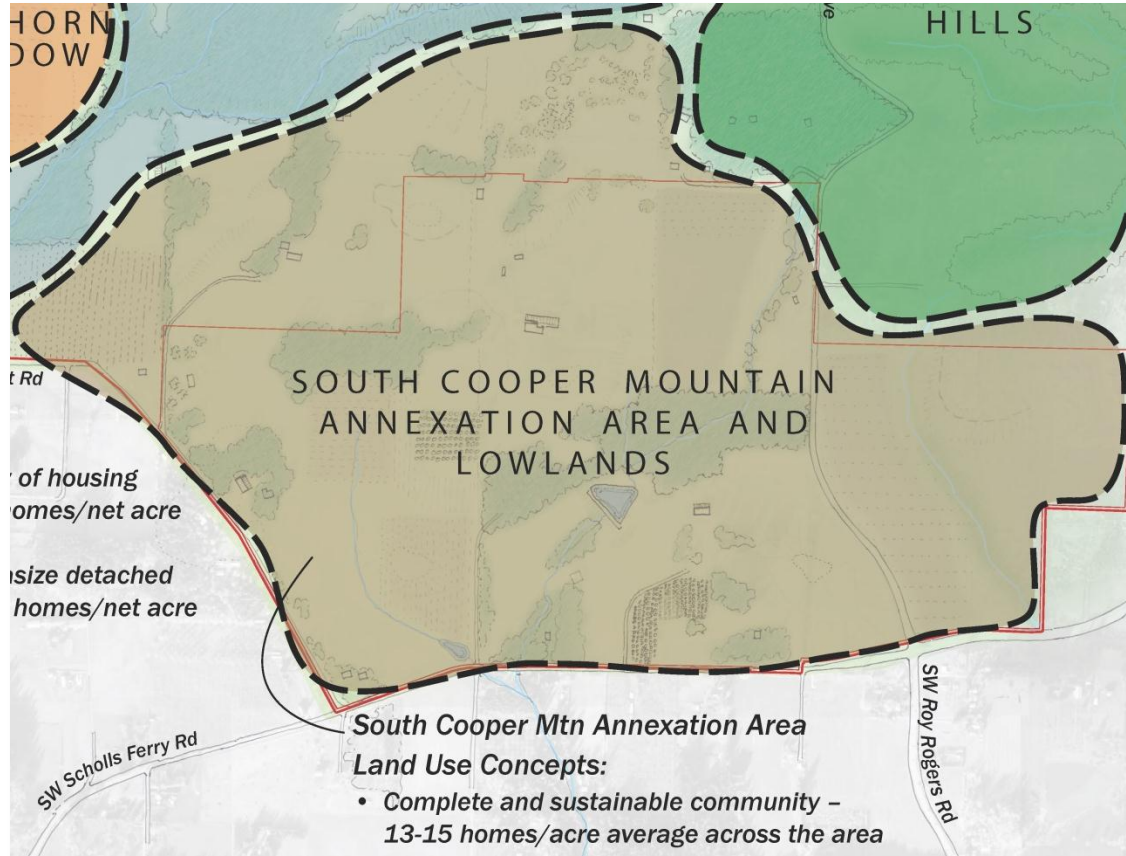 HORN
DOW
HILLS
ve
SOUTH COOPER MOUNTAIN
ANNEXATION AREA AND
LOWLANDS
t Rd
of housing
homes/net acre
size detached
homes/net acre
South Cooper Mtn Annexation Area
Land Use Concepts:
• Complete and sustainable community –
13-15 homes/acre average across the area
SW Scholls Ferry Rd
SW Roy Rogers Rd